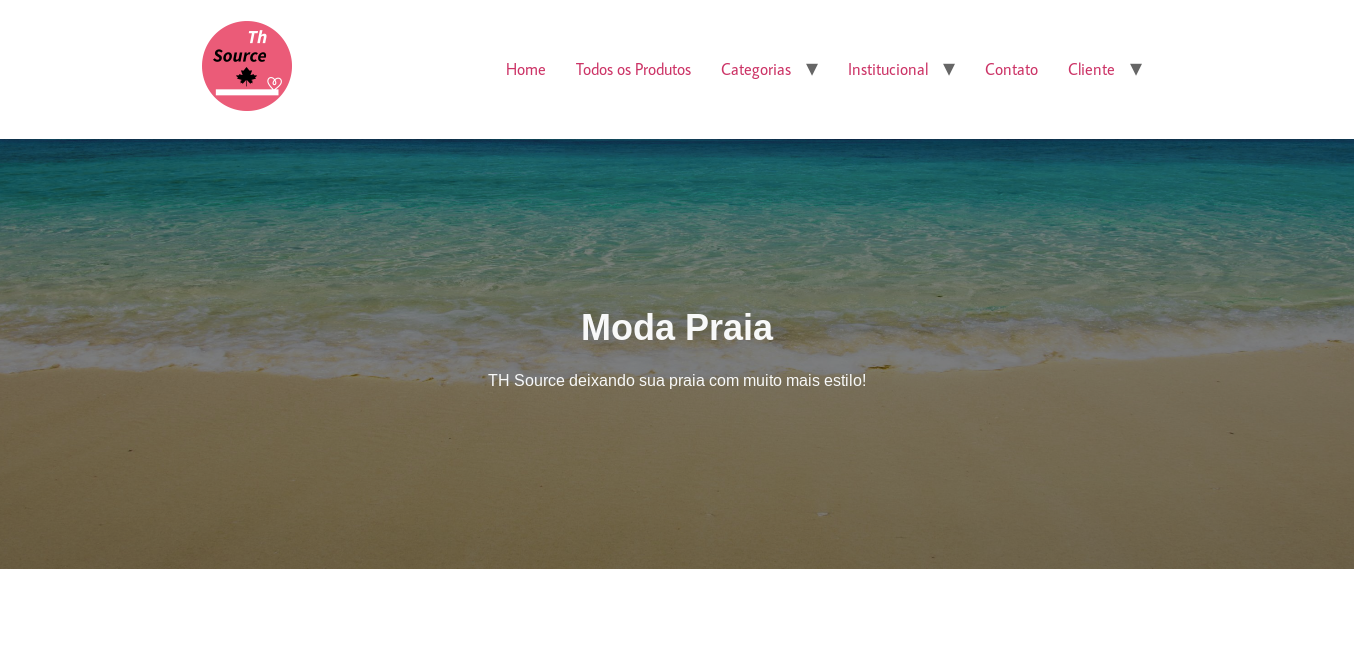 Th
Source
Home
Todos os Produtos
Categorias
Institucional
Contato
Cliente
Moda Praia
TH Source deixando sua praia com muito mais estilo!